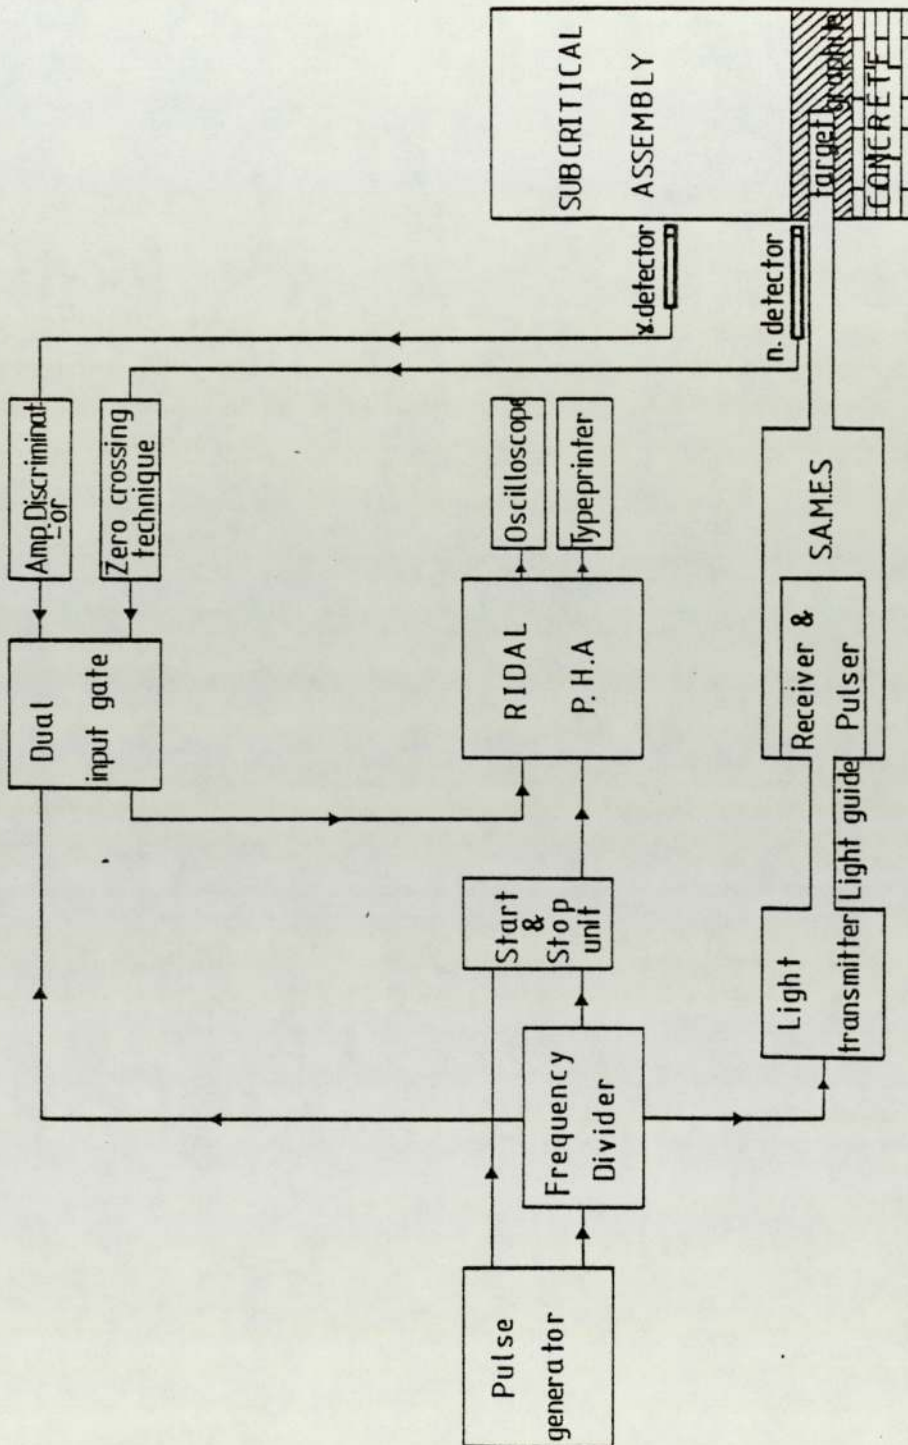 SUBCRITICAL
ASSEMBLY
target
graphite
CONCRETE
γ.detector
n. detector
Amp.Discriminat
-or
Zero crossing
technique
Dual
input gate
Oscilloscope
Typeprinter
RIDAL
P.H.A
S.A.M.E.S
Receiver &
Pulser
Start
&
Stop
unit
Light guide
Light
transmitter
Frequency
Divider
Pulse
generator